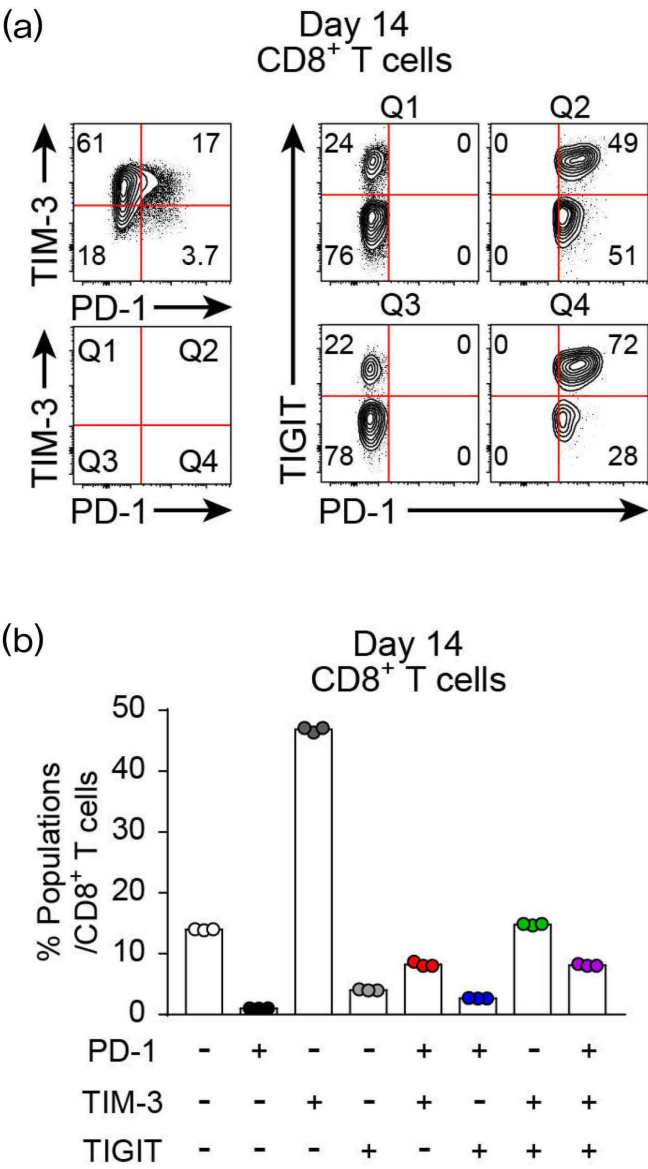 (a)
Day 14
CD8⁺ T cells
61 17
18 3.7
TIM-3
PD-1
Q1 Q2
Q3 Q4
TIM-3
PD-1
Q1 Q2
24 0 0 49
76 0 0 51
Q3 Q4
22 0 0 72
78 0 0 28
TIGIT
PD-1
(b)
Day 14
CD8⁺ T cells
% Populations
/CD8⁺ T cells
50
40
30
20
10
0
PD-1 - + - - + + - +
TIM-3 - - + - + - + +
TIGIT - - - + - + + +